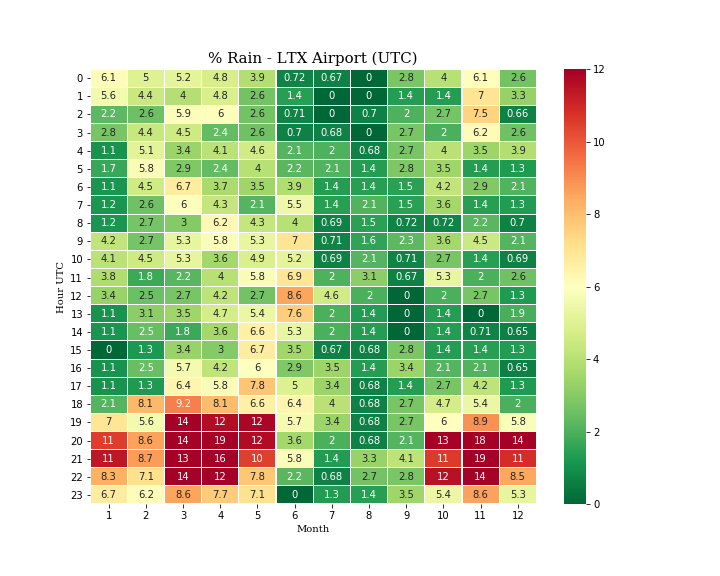 % Rain - LTX Airport (UTC)
0 6.1 5 5.2 4.8 3.9 0.72 0.67 0 2.8 4 6.1 2.6
1 5.6 4.4 4 4.8 2.6 1.4 0 0 1.4 1.4 7 3.3
2 2.2 2.6 5.9 6 2.6 0.71 0 0.7 2 2.7 7.5 0.66
3 2.8 4.4 4.5 2.4 2.6 0.7 0.68 0 2.7 2 6.2 2.6
4 1.1 5.1 3.4 4.1 4.6 2.1 2 0.68 2.7 4 3.5 3.9
5 1.7 5.8 2.9 2.4 4 2.2 2.1 1.4 2.8 3.5 1.4 1.3
6 1.1 4.5 6.7 3.7 3.5 3.9 1.4 1.4 1.5 4.2 2.9 2.1
7 1.2 2.6 6 4.3 2.1 5.5 1.4 2.1 1.5 3.6 1.4 1.3
8 1.2 2.7 3 6.2 4.3 4 0.69 1.5 0.72 0.72 2.2 0.7
9 4.2 2.7 5.3 5.8 5.3 7 0.71 1.6 2.3 3.6 4.5 2.1
10 4.1 4.5 5.3 3.6 4.9 5.2 0.69 2.1 0.71 2.7 1.4 0.69
11 3.8 1.8 2.2 4 5.8 6.9 2 3.1 0.67 5.3 2 2.6
12 3.4 2.5 2.7 4.2 2.7 8.6 4.6 2 0 2 2.7 1.3
13 1.1 3.1 3.5 4.7 5.4 7.6 2 1.4 0 1.4 0 1.9
14 1.1 2.5 1.8 3.6 6.6 5.3 2 1.4 0 1.4 0.71 0.65
15 0 1.3 3.4 3 6.7 3.5 0.67 0.68 2.8 1.4 1.4 1.3
16 1.1 2.5 5.7 4.2 6 2.9 3.5 1.4 3.4 2.1 2.1 0.65
17 1.1 1.3 6.4 5.8 7.8 5 3.4 0.68 1.4 2.7 4.2 1.3
18 2.1 8.1 9.2 8.1 6.6 6.4 4 0.68 2.7 4.7 5.4 2
19 7 5.6 14 12 12 5.7 3.4 0.68 2.7 6 8.9 5.8
20 11 8.6 14 19 12 3.6 2 0.68 2.1 13 18 14
21 11 8.7 13 16 10 5.8 1.4 3.3 4.1 11 19 11
22 8.3 7.1 14 12 7.8 2.2 0.68 2.7 2.8 12 14 8.5
23 6.7 6.2 8.6 7.7 7.1 0 1.3 1.4 3.5 5.4 8.6 5.3
1 2 3 4 5 6 7 8 9 10 11 12
Month
Hour UTC
12
10
8
6
4
2
0